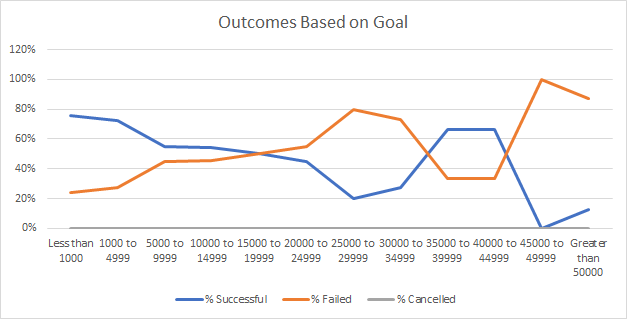 Outcomes Based on Goal
120%
100%
80%
60%
40%
20%
0%
Less than 1000 to 5000 to 10000 to 15000 to 20000 to 25000 to 30000 to 35000 to 40000 to 45000 to Greater
1000 4999 9999 14999 19999 24999 29999 34999 39999 44999 49999 than
50000
% Successful % Failed % Cancelled